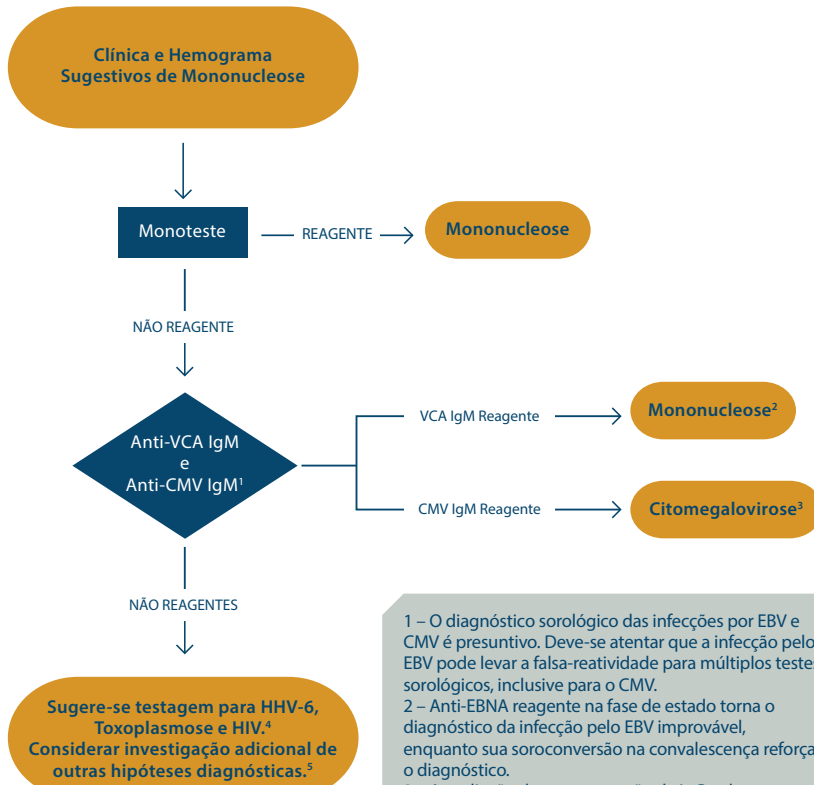 Clínica e Hemograma
Sugestivos de Mononucleose
Monoteste
REAGENTE
Mononucleose
NÃO REAGENTE
Anti-VCA IgM
e
Anti-CMV IgM¹
VCA IgM Reagente
Mononucleose²
CMV IgM Reagente
Citomegalovirose³
NÃO REAGENTES
Sugere-se testagem para HHV-6,
Toxoplasmose e HIV.⁴
Considerar investigação adicional de
outras hipóteses diagnósticas.⁵
1 – O diagnóstico sorológico das infecções por EBV e
CMV é presuntivo. Deve-se atentar que a infecção pelo
EBV pode levar a falsa-reatividade para múltiplos testes
sorológicos, inclusive para o CMV.
2 – Anti-EBNA reagente na fase de estado torna o
diagnóstico da infecção pelo EBV improvável,
enquanto sua soroconversão na convalescença reforça
o diagnóstico.